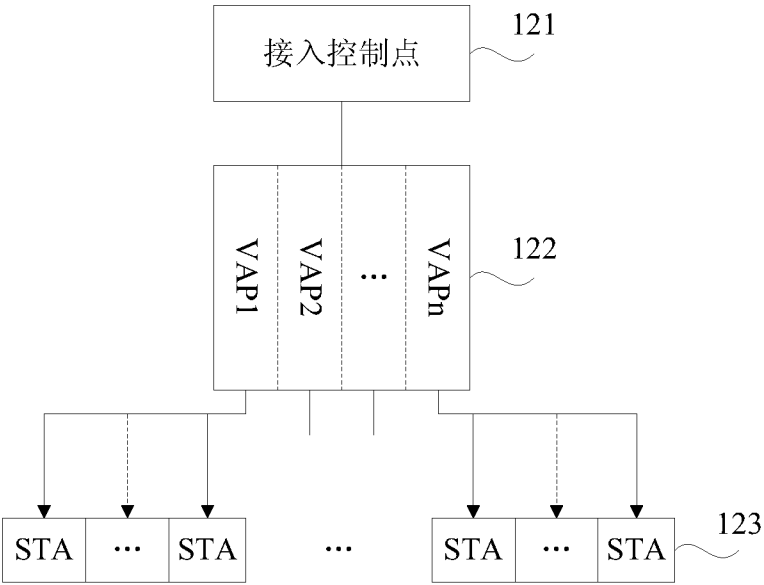 121
接入控制点
122
VAP1 VAP2 ··· VAPn
123
STA ··· STA ··· STA ··· STA